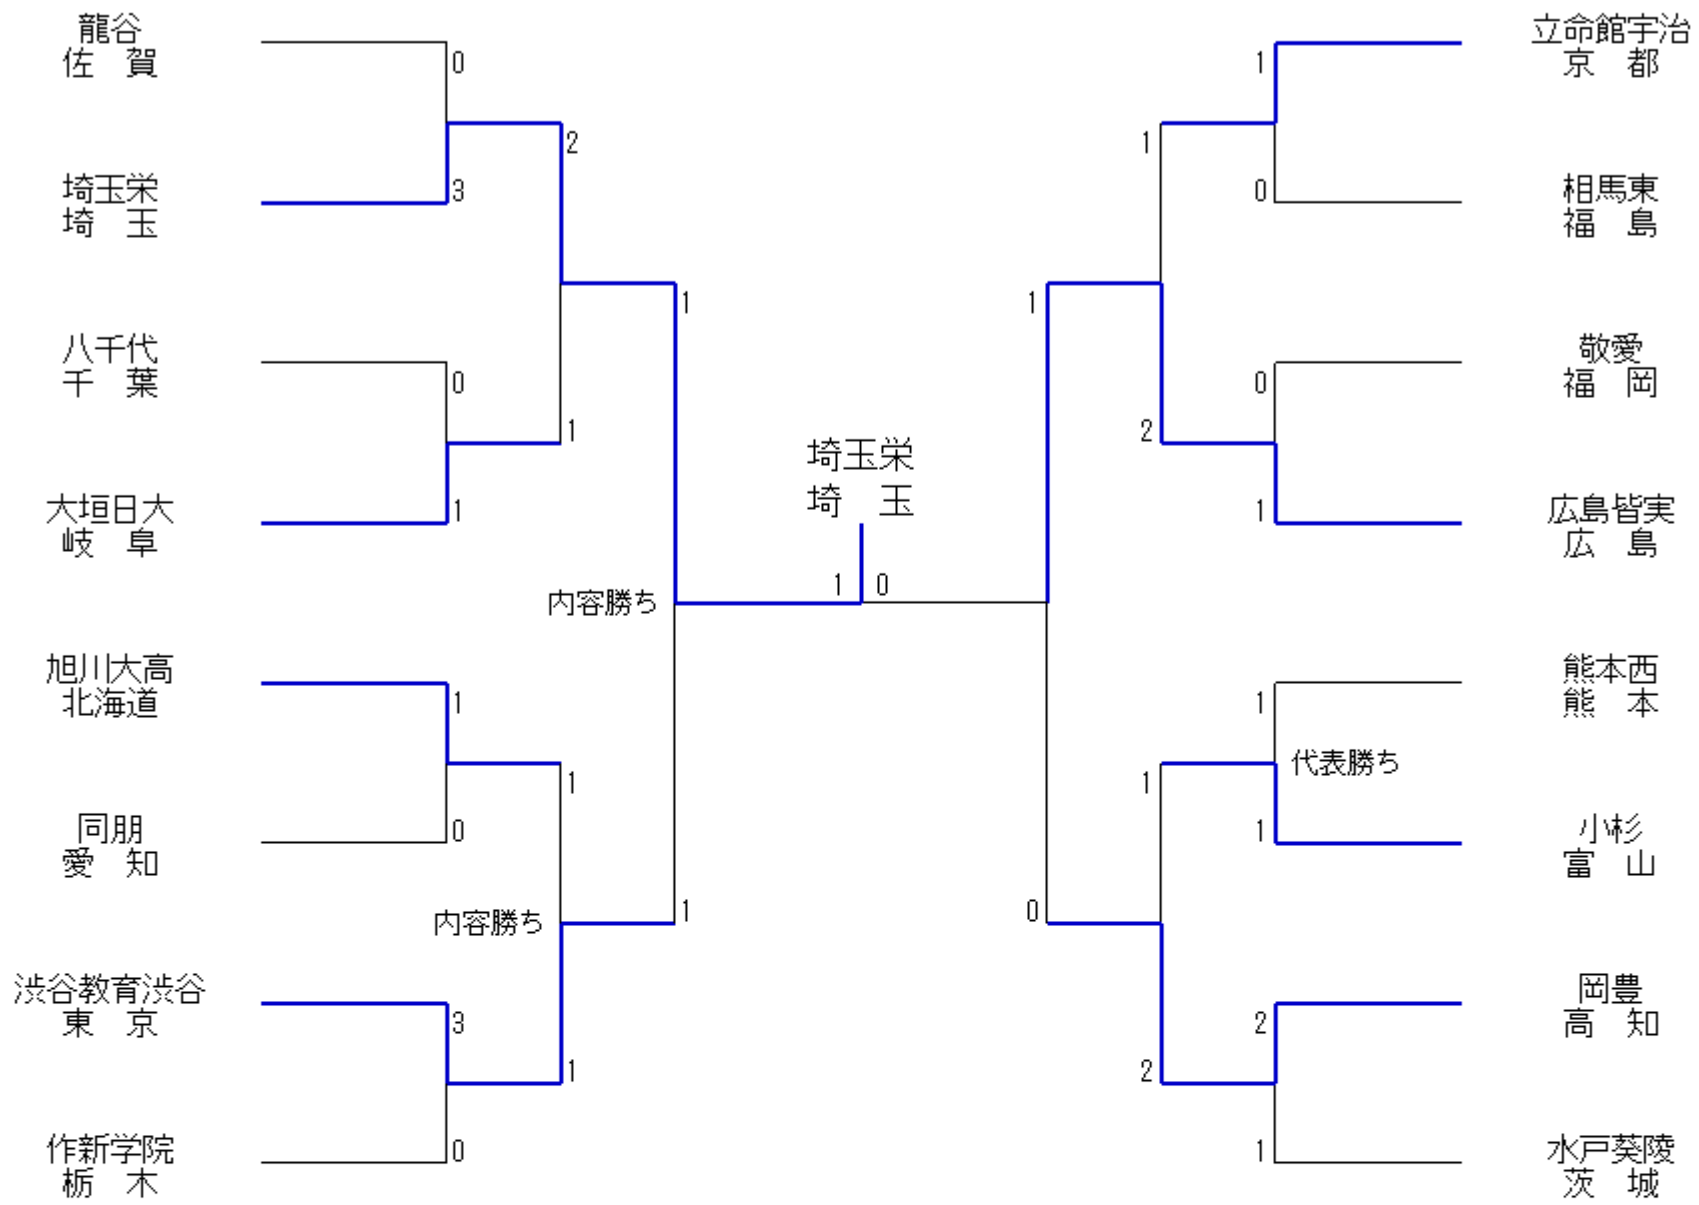 龍谷
佐　賀
0
2
埼玉栄
埼　玉
3
1
八千代
千　葉
0
1
大垣日大
岐　阜
1
内容勝ち
旭川大高
北海道
1
1
同朋
愛　知
0
内容勝ち
1
渋谷教育渋谷
東　京
3
1
作新学院
栃　木
0
埼玉栄
埼　玉
1
0
立命館宇治
京　都
1
1
相馬東
福　島
0
1
敬愛
福　岡
0
2
広島皆実
広　島
1
熊本西
熊　本
1
代表勝ち
1
小杉
富　山
1
0
岡豊
高　知
2
2
水戸葵陵
茨　城
1